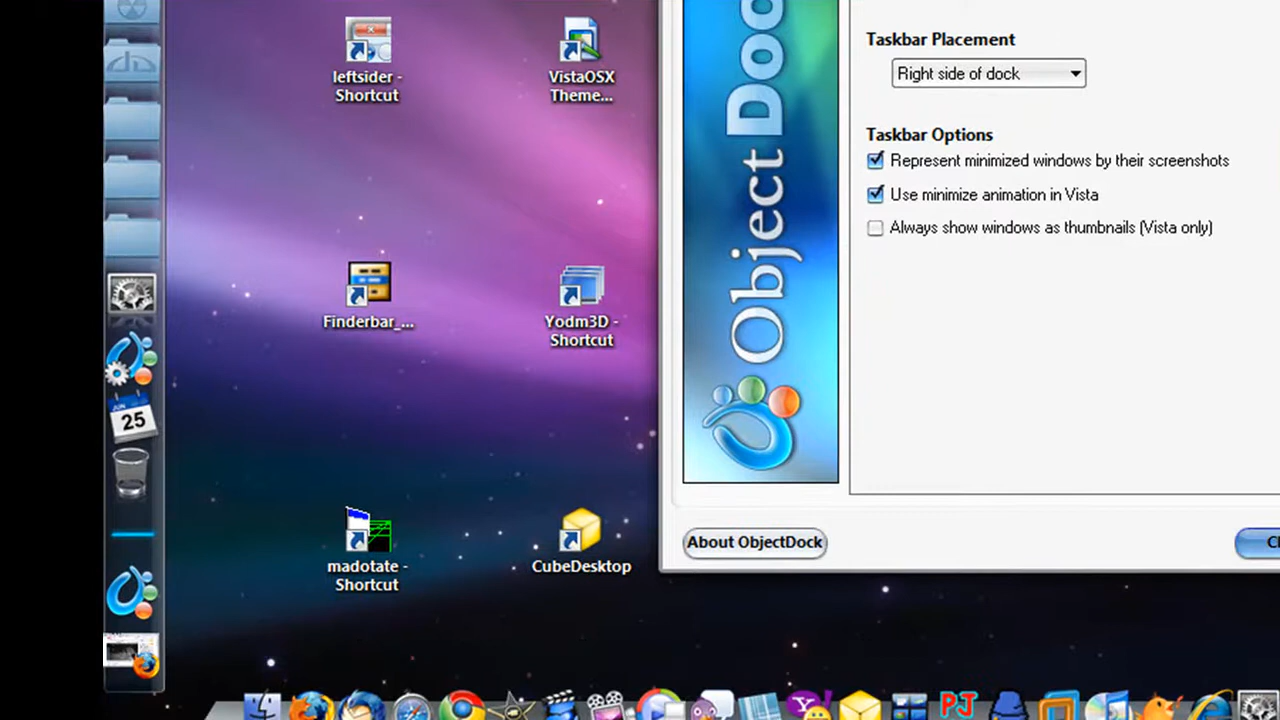 leftsider -
Shortcut
VistaOSX
Theme...
Finderbar_...
Yodm3D -
Shortcut
madotate -
Shortcut
CubeDesktop
JUN
25
ObjectDoc
Taskbar Placement
Right side of dock
Taskbar Options
Represent minimized windows by their screenshots
Use minimize animation in Vista
Always show windows as thumbnails (Vista only)
About ObjectDock
Cl
PJ